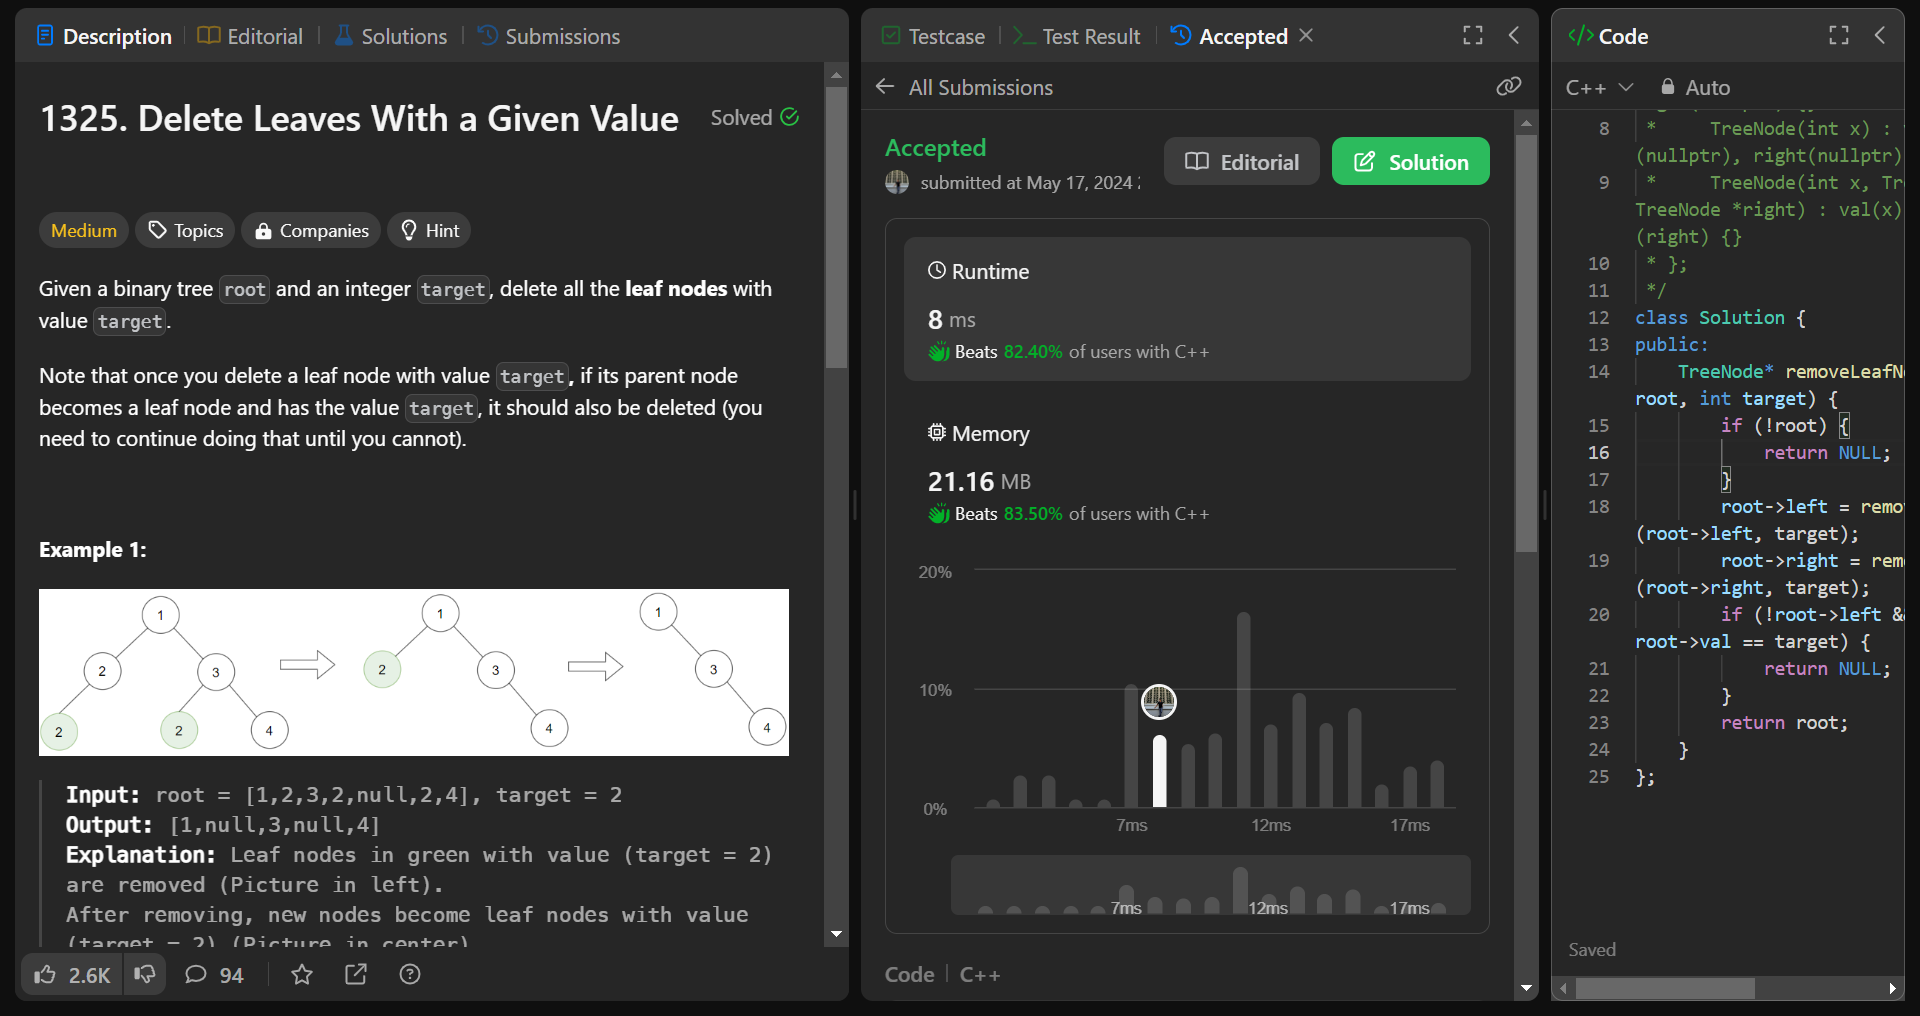 Description
Editorial
Solutions
Submissions
1325. Delete Leaves With a Given Value
Solved
Medium
Topics
Companies
Hint
Given a binary tree root and an integer target, delete all the leaf nodes with
value target.
Note that once you delete a leaf node with value target, if its parent node
becomes a leaf node and has the value target, it should also be deleted (you
need to continue doing that until you cannot).
Example 1:
1
2
3
2
2
4
1
2
3
4
1
3
4
Input: root = [1,2,3,2,null,2,4], target = 2
Output: [1,null,3,null,4]
Explanation: Leaf nodes in green with value (target = 2)
are removed (Picture in left).
After removing, new nodes become leaf nodes with value
(target = 2) (Picture in center)
2.6K
94
Testcase
Test Result
Accepted
All Submissions
Accepted
submitted at May 17, 2024
Editorial
Solution
Runtime
8 ms
Beats 82.40% of users with C++
Memory
21.16 MB
Beats 83.50% of users with C++
20%
10%
0%
7ms
12ms
17ms
7ms
12ms
17ms
Code
C++
</> Code
C++
Auto
8 * TreeNode(int x) :
(nullptr), right(nullptr)
9 * TreeNode(int x, Tr
TreeNode *right) : val(x)
(right) {}
10 * };
11 */
12 class Solution {
13 public:
14 TreeNode* removeLeafN
root, int target) {
15 if (!root) {
16 return NULL;
17 }
18 root->left = remo
(root->left, target);
19 root->right = rem
(root->right, target);
20 if (!root->left &
root->val == target) {
21 return NULL;
22 }
23 return root;
24 }
25 };
Saved